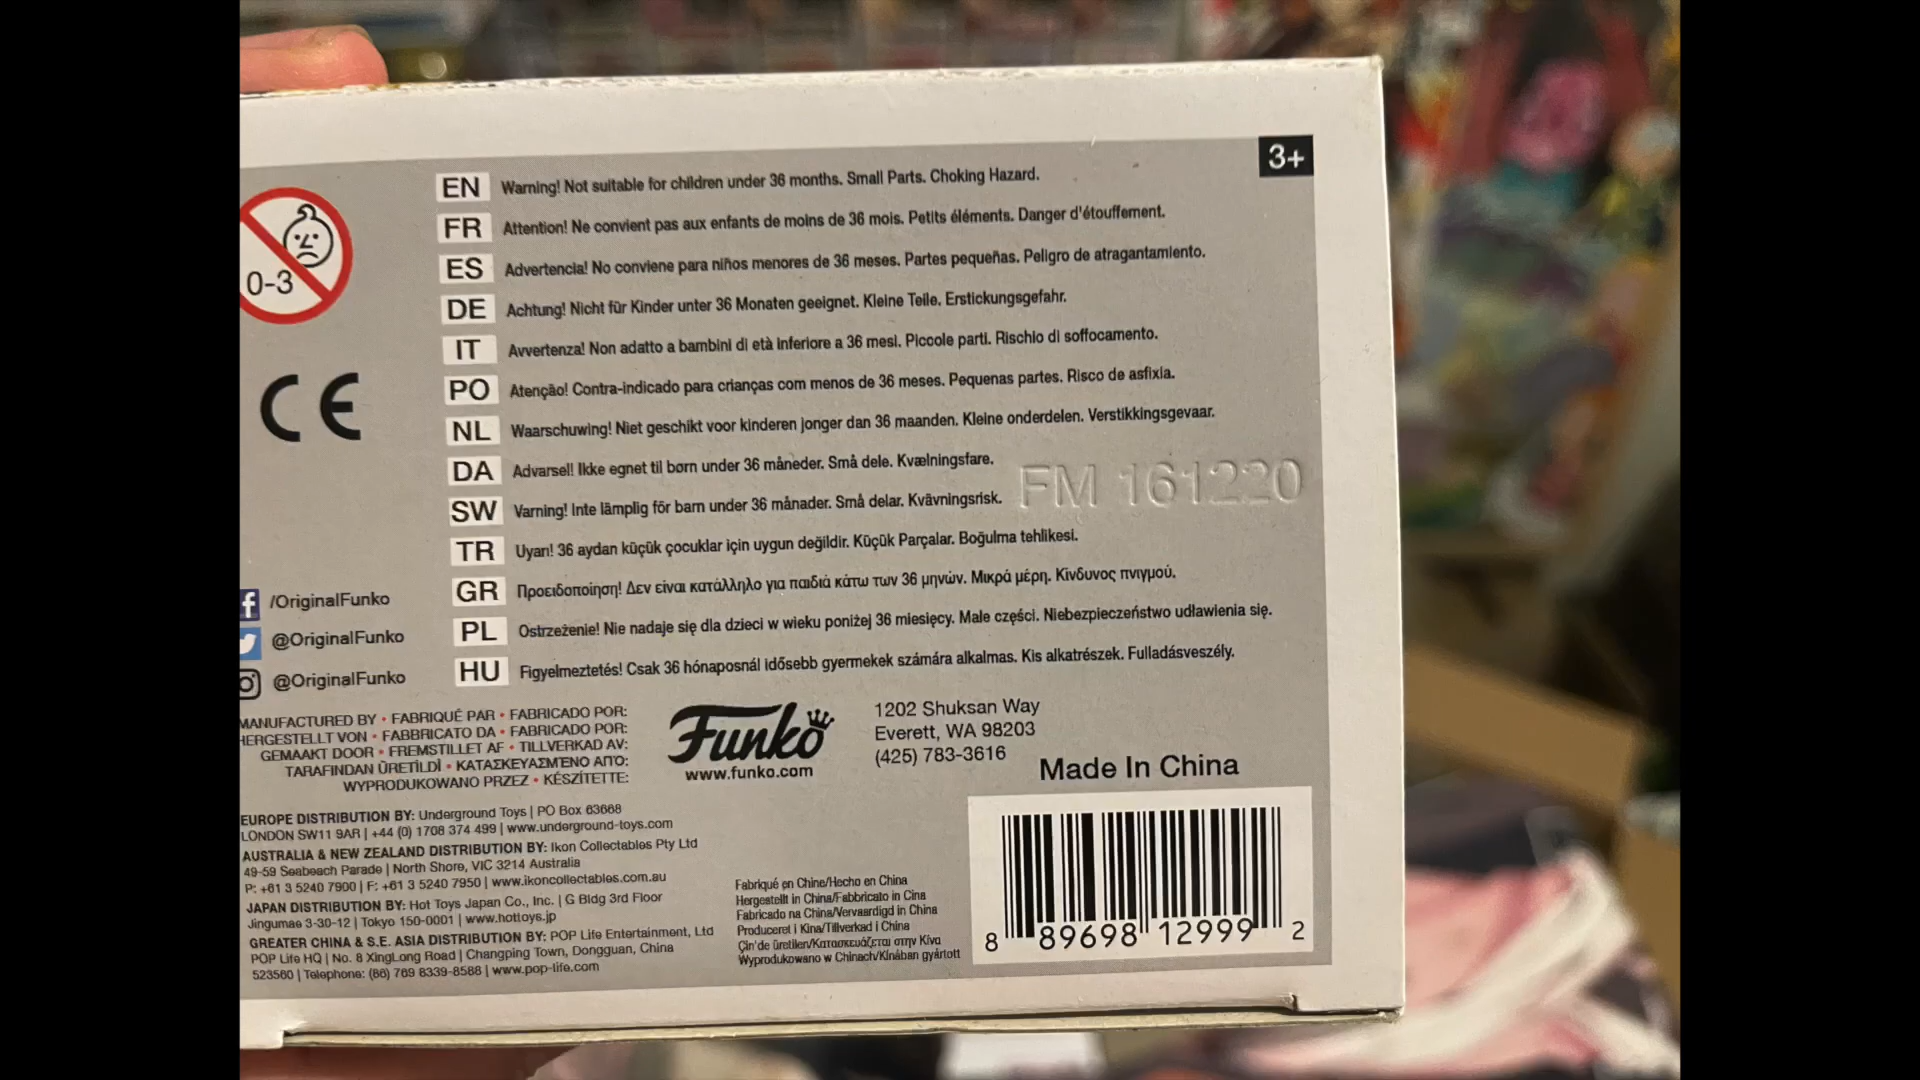 3+
0-3
EN Warning! Not suitable for children under 36 months. Small Parts. Choking Hazard.
FR Attention! Ne convient pas aux enfants de moins de 36 mois. Petits éléments. Danger d'étouffement.
ES Advertencia! No conviene para niños menores de 36 meses. Partes pequeñas. Peligro de atragantamiento.
DE Achtung! Nicht für Kinder unter 36 Monaten geeignet. Kleine Teile. Erstickungsgefahr.
IT Avvertenza! Non adatto a bambini di età inferiore a 36 mesi. Piccole parti. Rischio di soffocamento.
PO Atenção! Contra-indicado para crianças com menos de 36 meses. Pequenas partes. Risco de asfixia.
NL Waarschuwing! Niet geschikt voor kinderen jonger dan 36 maanden. Kleine onderdelen. Verstikkingsgevaar.
DA Advarsel! Ikke egnet til børn under 36 måneder. Små dele. Kvælningsfare.
SW Varning! Inte lämplig för barn under 36 månader. Små delar. Kvävningsrisk.
FM 161220
TR Uyarı! 36 aydan küçük çocuklar için uygun değildir. Küçük Parçalar. Boğulma tehlikesi.
GR Προειδοποίηση! Δεν είναι κατάλληλο για παιδιά κάτω των 36 μηνών. Μικρά μέρη. Κίνδυνος πνιγμού.
PL Ostrzeżenie! Nie nadaje się dla dzieci w wieku poniżej 36 miesięcy. Małe części. Niebezpieczeństwo udławienia się.
HU Figyelmeztetés! Csak 36 hónaposnál idősebb gyermekek számára alkalmas. Kis alkatrészek. Fulladásveszély.
CE
/OriginalFunko
@OriginalFunko
@OriginalFunko
MANUFACTURED BY • FABRIQUÉ PAR • FABRICADO POR:
HERGESTELLT VON • FABBRICATO DA • FABRICADO POR:
GEMAAKT DOOR • FREMSTILLET AF • TILLVERKAD AV:
TARAFINDAN ÜRETİLDİ • ΚΑΤΑΣΚΕΥΑΣΜΈΝΟ ΑΠΌ:
WYPRODUKOWANO PRZEZ • KÉSZÍTETTE:
Funko
www.funko.com
1202 Shuksan Way
Everett, WA 98203
(425) 783-3616
Made In China
EUROPE DISTRIBUTION BY: Underground Toys | PO Box 63668
LONDON SW11 9AR | +44 (0) 1708 374 499 | www.underground-toys.com
AUSTRALIA & NEW ZEALAND DISTRIBUTION BY: Ikon Collectables Pty Ltd
49-59 Seabeach Parade | North Shore, VIC 3214 Australia
P: +61 3 5240 7900 | F: +61 3 5240 7950 | www.ikoncollectables.com.au
JAPAN DISTRIBUTION BY: Hot Toys Japan Co., Inc. | G Bldg 3rd Floor
Jingumae 3-30-12 | Tokyo 150-0001 | www.hottoys.jp
GREATER CHINA & S.E. ASIA DISTRIBUTION BY: POP Life Entertainment, Ltd
POP Life HQ | No. 8 XingLong Road | Changping Town, Dongguan, China
523560 | Telephone: (86) 769 8339-8588 | www.pop-life.com
Fabriqué en Chine/Hecho en China
Hergestellt in China/Fabbricato in Cina
Fabricado na China/Vervaardigd in China
Produceret i Kina/Tillverkad i China
Çin'de üretilen/Κατασκευάζεται στην Κίνα
Wyprodukowano w Chinach/Kínában gyártott
8 89698 12999 2